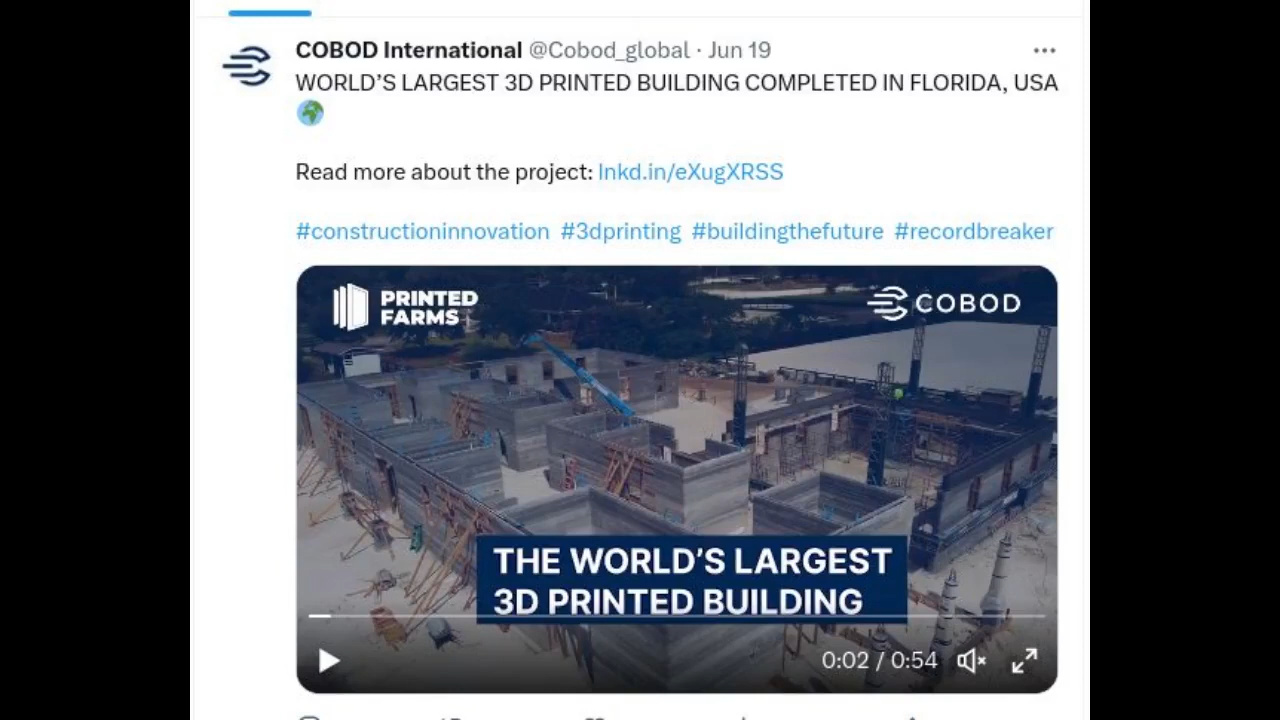 COBOD International @Cobod_global · Jun 19
WORLD’S LARGEST 3D PRINTED BUILDING COMPLETED IN FLORIDA, USA
Read more about the project: lnkd.in/eXugXRSS
#constructioninnovation #3dprinting #buildingthefuture #recordbreaker
PRINTED
FARMS
COBOD
THE WORLD’S LARGEST
3D PRINTED BUILDING
0:02 / 0:54